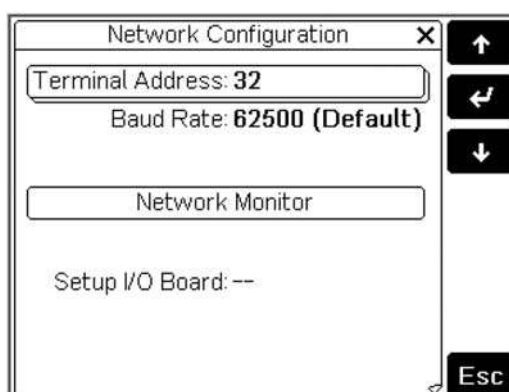 Network Configuration
Terminal Address: 32
Baud Rate: 62500 (Default)
Network Monitor
Setup I/O Board: --
Esc